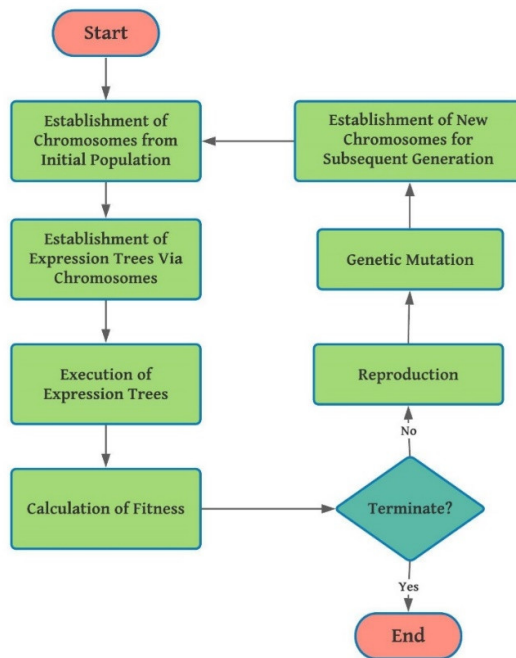 Start
Establishment of
Chromosomes from
Initial Population
Establishment of New
Chromosomes for
Subsequent Generation
Establishment of
Expression Trees Via
Chromosomes
Genetic Mutation
Execution of
Expression Trees
Reproduction
No
Calculation of Fitness
Terminate?
Yes
End